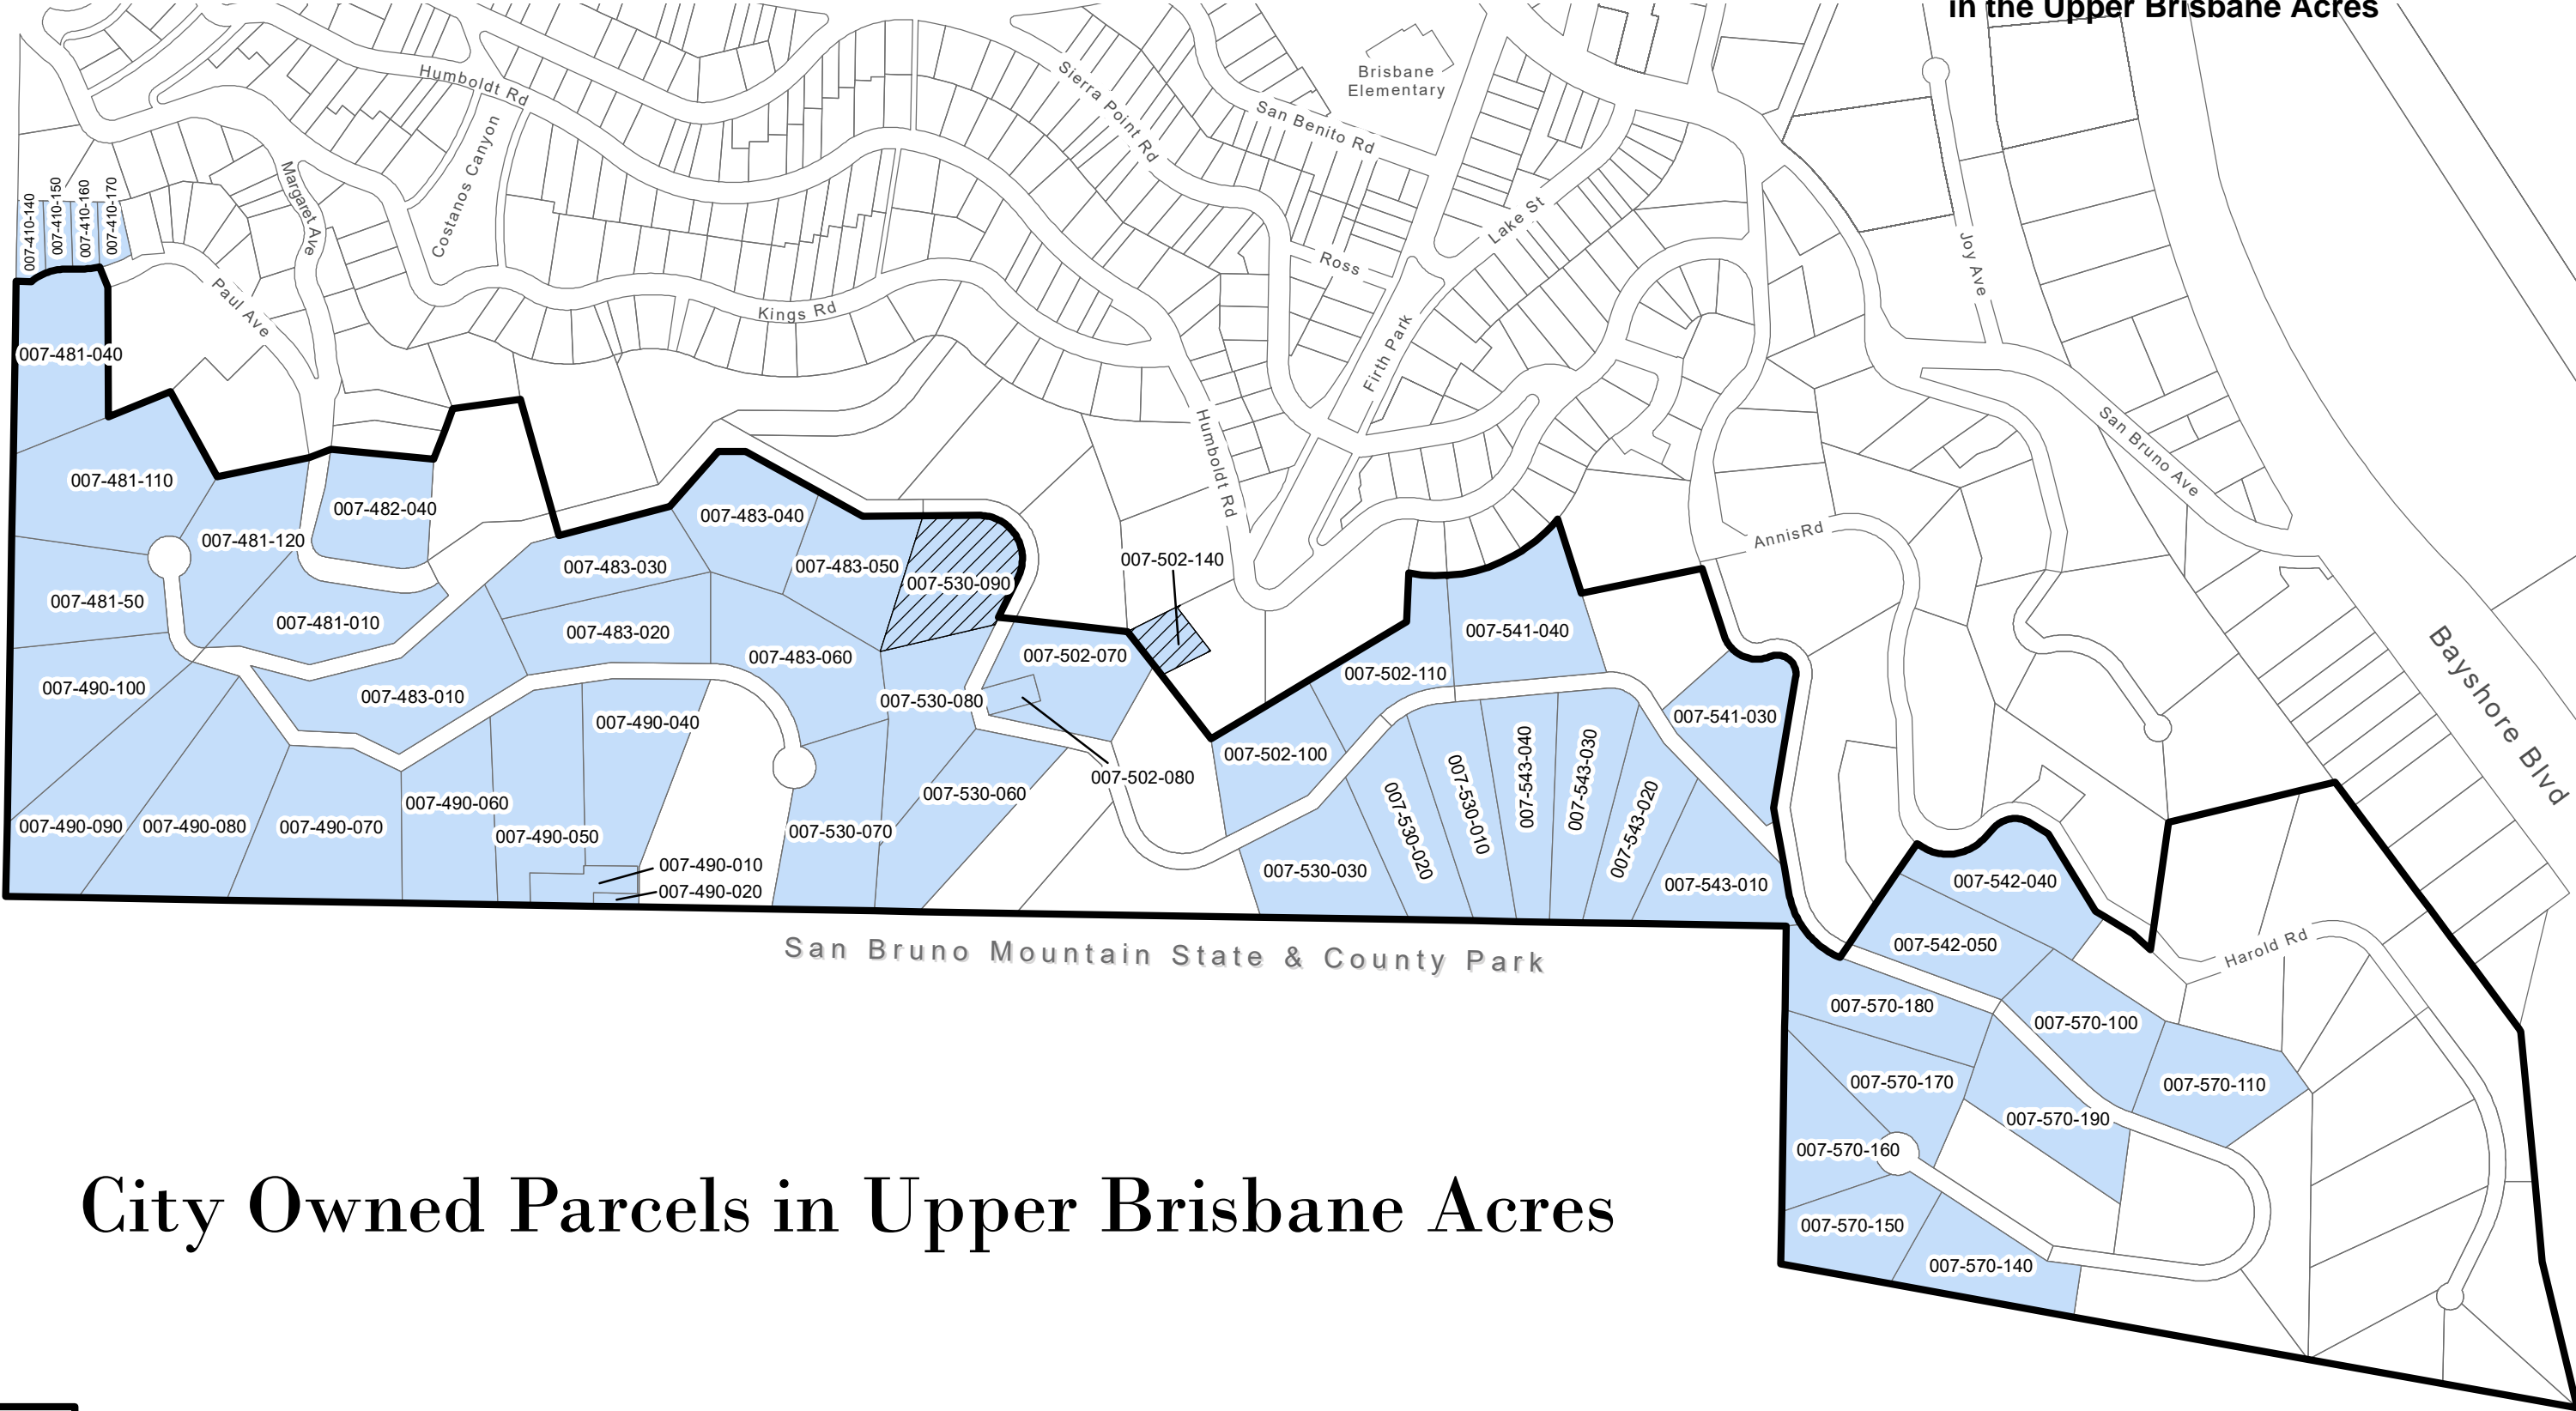 in the Upper Brisbane Acres
Brisbane
Elementary
Humboldt Rd
Sierra Point Rd
San Benito Rd
Costanos Canyon
Margaret Ave
Lake St
Joy Ave
007-410-140
007-410-150
007-410-160
007-410-170
Paul Ave
Kings Rd
Ross
Firth Park
Humboldt Rd
San Bruno Ave
AnnisRd
Bayshore Blvd
Harold Rd
007-481-040
007-481-110
007-482-040
007-481-120
007-483-040
007-483-050
007-483-030
007-530-090
007-502-140
007-481-50
007-481-010
007-483-020
007-483-060
007-502-070
007-541-040
007-502-110
007-490-100
007-483-010
007-530-080
007-490-040
007-541-030
007-502-100
007-502-080
007-530-060
007-490-060
007-490-090
007-490-080
007-490-070
007-490-050
007-530-070
007-530-020
007-530-010
007-543-040
007-543-030
007-543-020
007-490-010
007-490-020
007-530-030
007-543-010
007-542-040
007-542-050
San Bruno Mountain State & County Park
007-570-180
007-570-100
007-570-170
007-570-110
007-570-190
007-570-160
007-570-150
007-570-140
City Owned Parcels in Upper Brisbane Acres